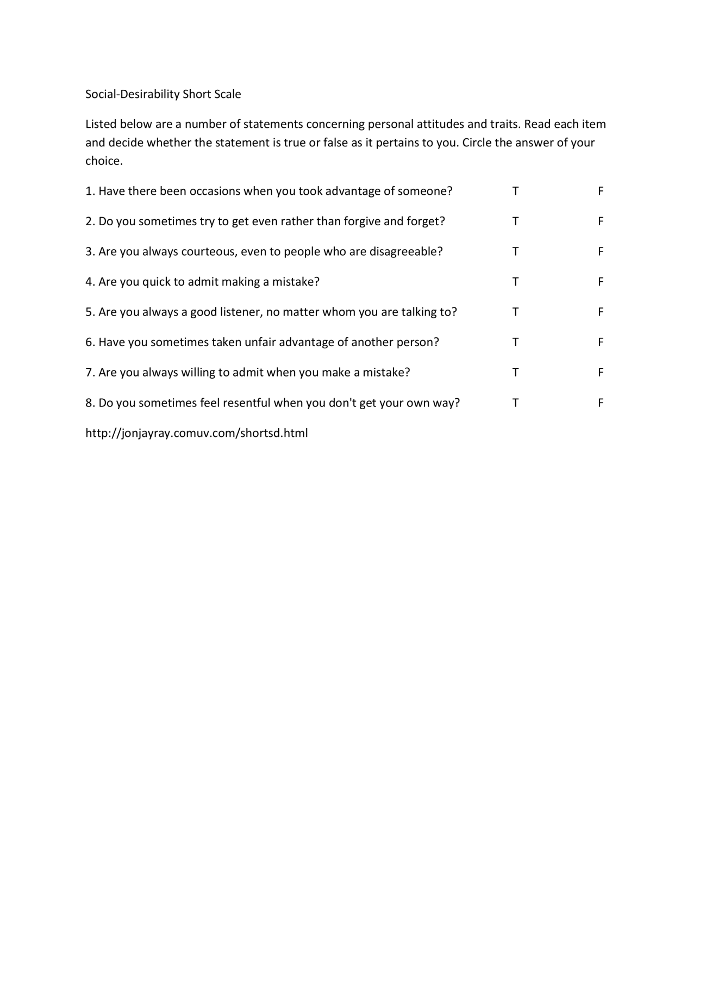 Social-Desirability Short Scale
Listed below are a number of statements concerning personal attitudes and traits. Read each item
and decide whether the statement is true or false as it pertains to you. Circle the answer of your
choice.
1. Have there been occasions when you took advantage of someone? T F
2. Do you sometimes try to get even rather than forgive and forget? T F
3. Are you always courteous, even to people who are disagreeable? T F
4. Are you quick to admit making a mistake? T F
5. Are you always a good listener, no matter whom you are talking to? T F
6. Have you sometimes taken unfair advantage of another person? T F
7. Are you always willing to admit when you make a mistake? T F
8. Do you sometimes feel resentful when you don't get your own way? T F
http://jonjayray.comuv.com/shortsd.html